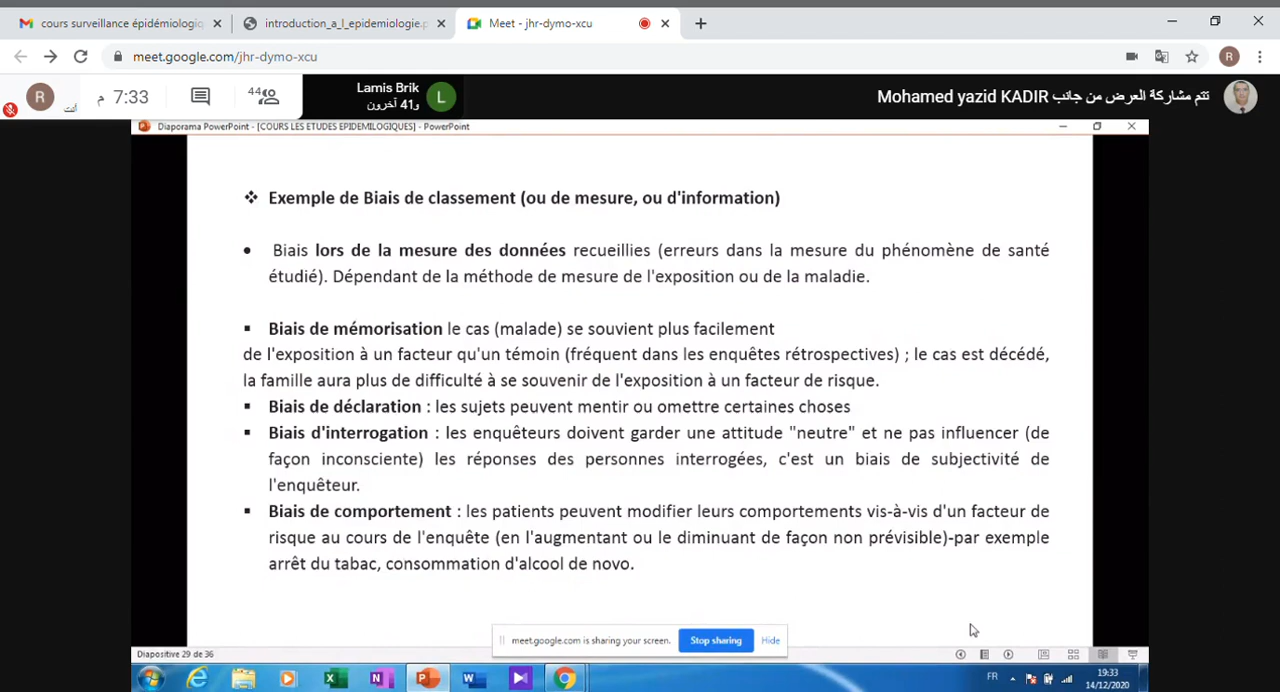 cours surveillance épidémiologiq
introduction_a_l_epidemiologie.p
Meet - jhr-dymo-xcu
meet.google.com/jhr-dymo-xcu
R
R
أنت
7:33 م
44
Lamis Brik
و41 آخرون
L
تتم مشاركة العرض من جانب Mohamed yazid KADIR
Diaporama PowerPoint - [COURS LES ETUDES EPIDEMILOGIQUES] - PowerPoint
❖ Exemple de Biais de classement (ou de mesure, ou d'information)
• Biais lors de la mesure des données recueillies (erreurs dans la mesure du phénomène de santé
étudié). Dépendant de la méthode de mesure de l'exposition ou de la maladie.
▪ Biais de mémorisation le cas (malade) se souvient plus facilement
de l'exposition à un facteur qu'un témoin (fréquent dans les enquêtes rétrospectives) ; le cas est décédé,
la famille aura plus de difficulté à se souvenir de l'exposition à un facteur de risque.
▪ Biais de déclaration : les sujets peuvent mentir ou omettre certaines choses
▪ Biais d'interrogation : les enquêteurs doivent garder une attitude "neutre" et ne pas influencer (de
façon inconsciente) les réponses des personnes interrogées, c'est un biais de subjectivité de
l'enquêteur.
▪ Biais de comportement : les patients peuvent modifier leurs comportements vis-à-vis d'un facteur de
risque au cours de l'enquête (en l'augmentant ou le diminuant de façon non prévisible)-par exemple
arrêt du tabac, consommation d'alcool de novo.
meet.google.com is sharing your screen.
Stop sharing
Hide
Diapositive 29 de 36
FR
19:33
14/12/2020